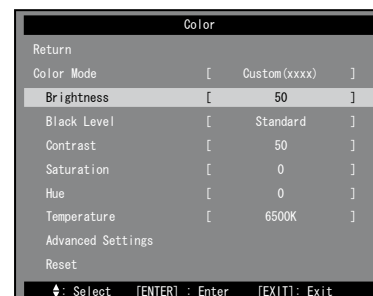 Color
Return
Color Mode [ Custom(xxxx) ]
Brightness [ 50 ]
Black Level [ Standard ]
Contrast [ 50 ]
Saturation [ 0 ]
Hue [ 0 ]
Temperature [ 6500K ]
Advanced Settings
Reset
♦: Select [ENTER] : Enter [EXIT]: Exit